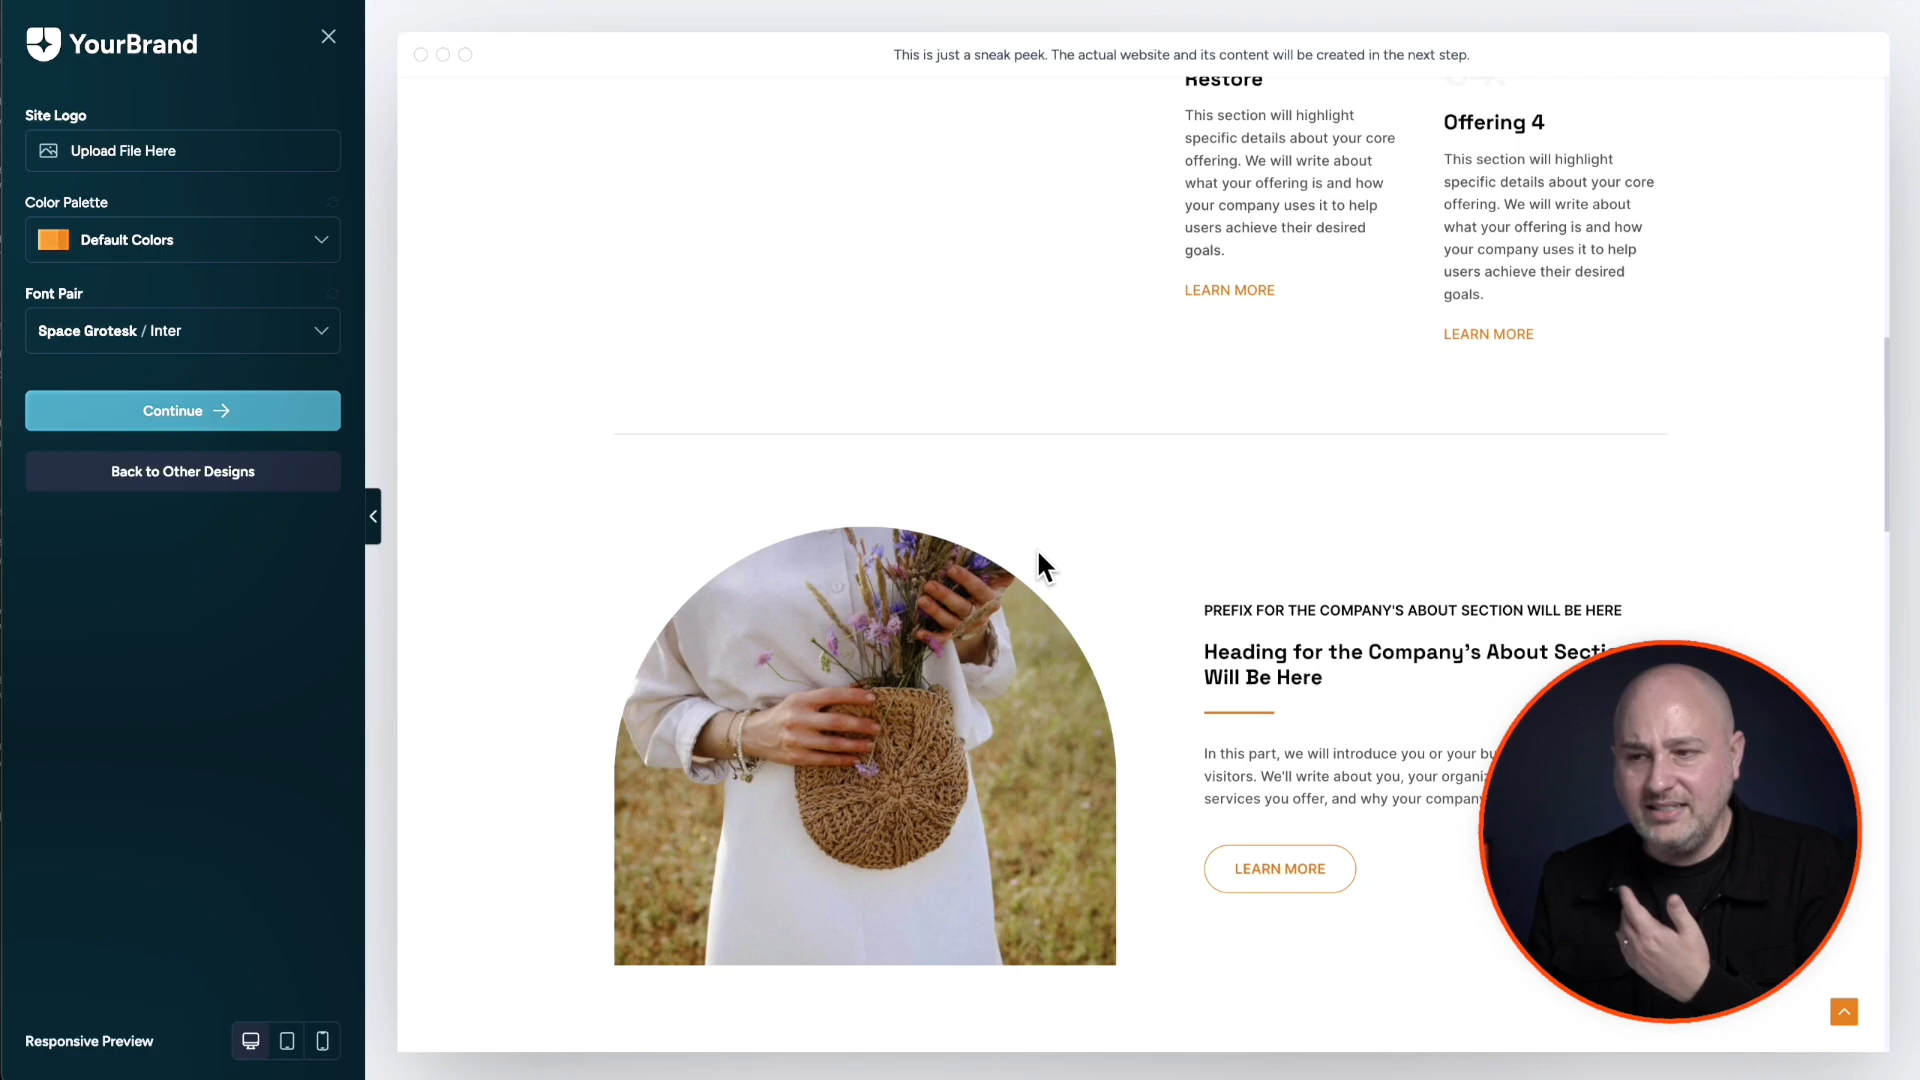 YourBrand
Site Logo
Upload File Here
Color Palette
Default Colors
Font Pair
Space Grotesk / Inter
Continue
Back to Other Designs
Responsive Preview
This is just a sneak peek. The actual website and its content will be created in the next step.
Restore
This section will highlight
specific details about your core
offering. We will write about
what your offering is and how
your company uses it to help
users achieve their desired
goals.
LEARN MORE
Offering 4
This section will highlight
specific details about your core
offering. We will write about
what your offering is and how
your company uses it to help
users achieve their desired
goals.
LEARN MORE
PREFIX FOR THE COMPANY'S ABOUT SECTION WILL BE HERE
Heading for the Company's About
Will Be Here
In this part, we will introduce you or your
visitors. We'll write about you, your
services you offer, and why your company
LEARN MORE